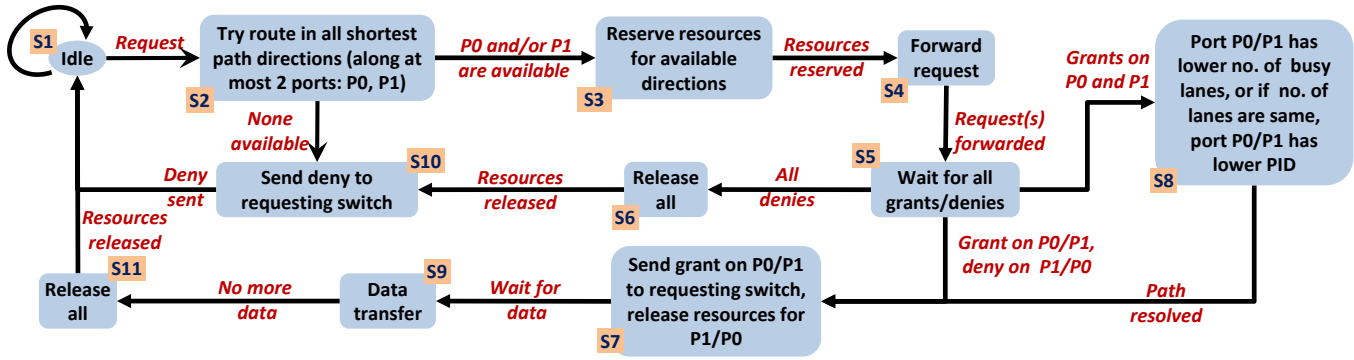 S1
Idle
Request
Try route in all shortest
path directions (along at
most 2 ports: P0, P1)
S2
P0 and/or P1
are available
Reserve resources
for available
directions
S3
Resources
reserved
Forward
request
S4
Grants on
P0 and P1
Port P0/P1 has
lower no. of busy
lanes, or if no. of
lanes are same,
port P0/P1 has
lower PID
S8
None
available
Request(s)
forwarded
S10
Send deny to
requesting switch
Deny
sent
Resources
released
Release
all
S6
All
denies
S5
Wait for all
grants/denies
Resources
released
S11
Release
all
No more
data
S9
Data
transfer
Wait for
data
Send grant on P0/P1
to requesting switch,
release resources for
P1/P0
S7
Grant on P0/P1,
deny on P1/P0
Path
resolved